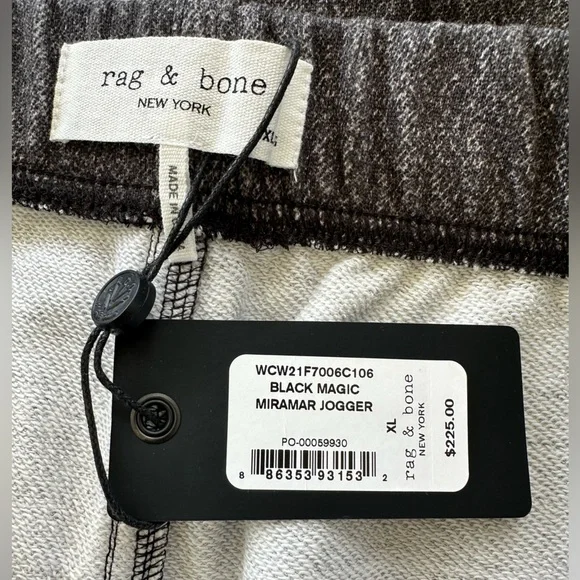 rag & bone
NEW YORK
XL
MADE IN
WCW21F7006C106
BLACK MAGIC
MIRAMAR JOGGER
PO-00059930
8 86353 93153 2
XL
rag & bone
NEW YORK
$225.00